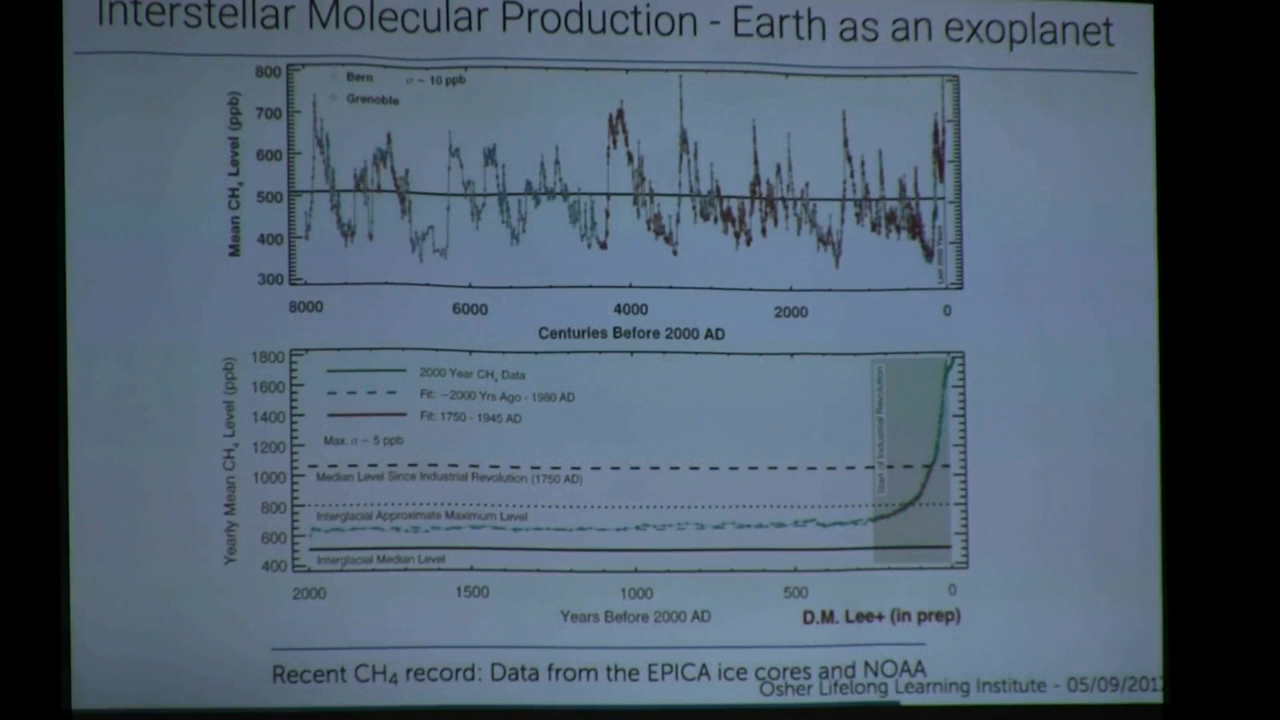 Interstellar Molecular Production - Earth as an exoplanet
Mean CH4 Level (ppb)
800
700
600
500
400
300
Bern σ ~ 10 ppb
Grenoble
8000 6000 4000 2000 0
Centuries Before 2000 AD
Yearly Mean CH4 Level (ppb)
1800
1600
1400
1200
1000
800
600
400
2000 Year CH4 Data
Fit: ~2000 Yrs Ago - 1980 AD
Fit: 1750 - 1945 AD
Max. σ ~ 5 ppb
Start of Industrial Revolution
Median Level Since Industrial Revolution (1750 AD)
Interglacial Approximate Maximum Level
Interglacial Median Level
2000 1500 1000 500 0
Years Before 2000 AD
D.M. Lee+ (in prep)
Recent CH4 record: Data from the EPICA ice cores and NOAA
Osher Lifelong Learning Institute - 05/09/201